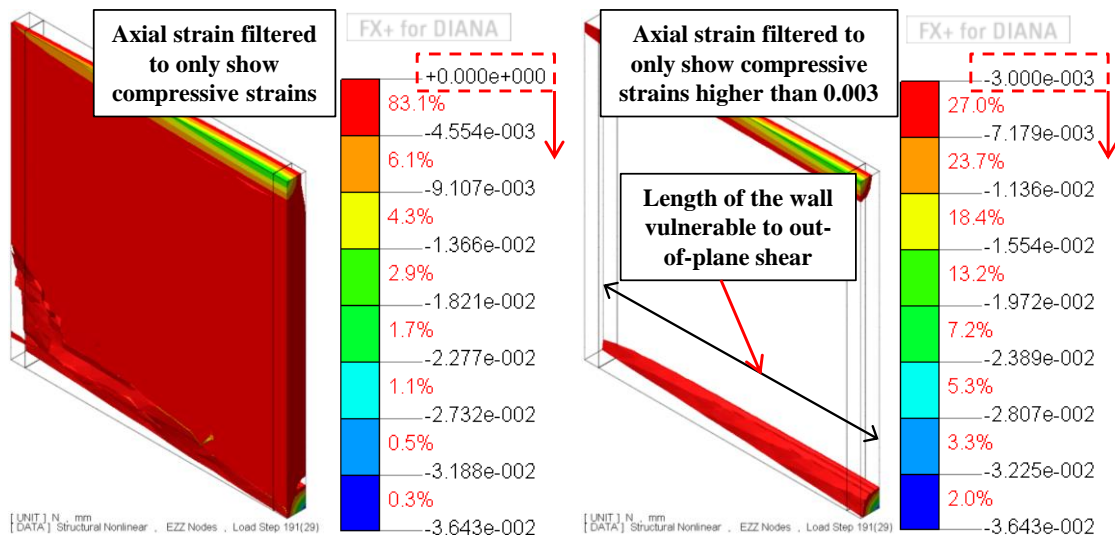 Axial strain filtered
to only show
compressive strains
FX+ for DIANA
+0.000e+000
83.1%
-4.554e-003
6.1%
-9.107e-003
4.3%
-1.366e-002
2.9%
-1.821e-002
1.7%
-2.277e-002
1.1%
-2.732e-002
0.5%
-3.188e-002
0.3%
-3.643e-002
[ UNIT ] N , mm
[ DATA ] Structural Nonlinear , EZZ Nodes , Load Step 191(29)
Axial strain filtered to
only show compressive
strains higher than 0.003
FX+ for DIANA
-3.000e-003
27.0%
-7.179e-003
23.7%
-1.136e-002
18.4%
-1.554e-002
13.2%
-1.972e-002
7.2%
-2.389e-002
5.3%
-2.807e-002
3.3%
-3.225e-002
2.0%
-3.643e-002
Length of the wall
vulnerable to out-
of-plane shear
[ UNIT ] N , mm
[ DATA ] Structural Nonlinear , EZZ Nodes , Load Step 191(29)